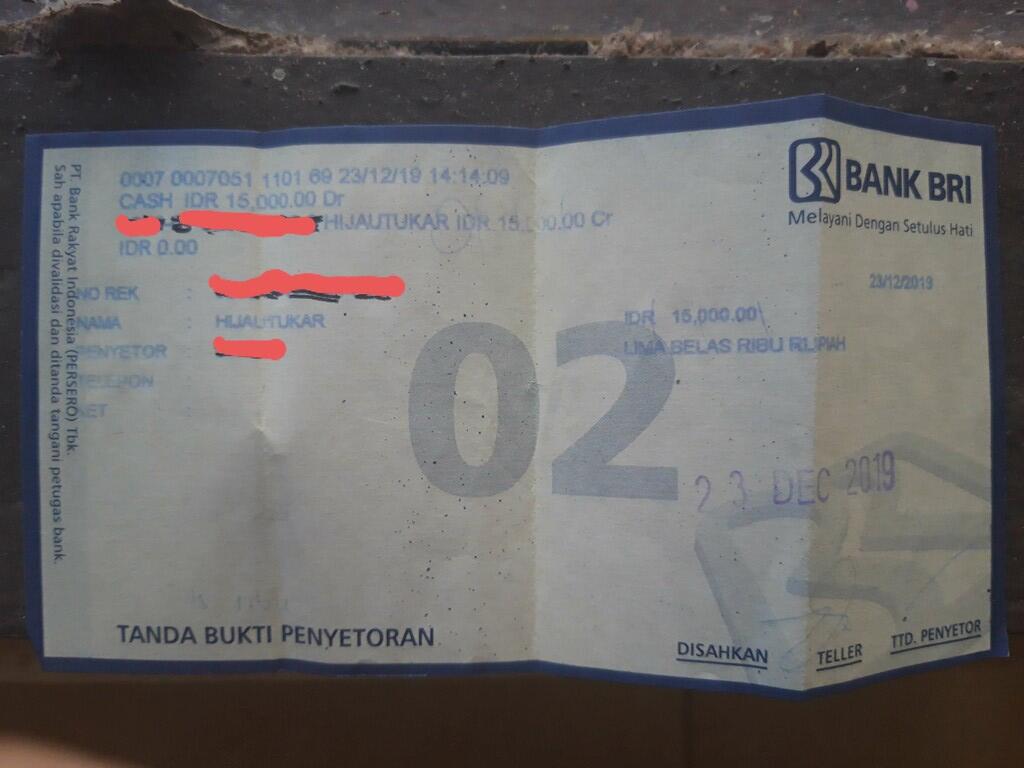 BANK BRI
Melayani Dengan Setulus Hati
0007 0007051 1101 69 23/12/19 14:14:09
CASH IDR 15,000.00 Dr
HIJAUTUKAR IDR 15,000.00 Cr
IDR 0.00
23/12/2019
NO REK :
NAMA : HIJAUTUKAR
PENYETOR :
TELEPON :
KET :
IDR 15,000.00
LIMA BELAS RIBU RUPIAH
02
23 DEC 2019
TANDA BUKTI PENYETORAN
DISAHKAN
TELLER
TTD. PENYETOR
PT. Bank Rakyat Indonesia (PERSERO) Tbk.
Sah apabila divalidasi dan ditanda tangani petugas bank.